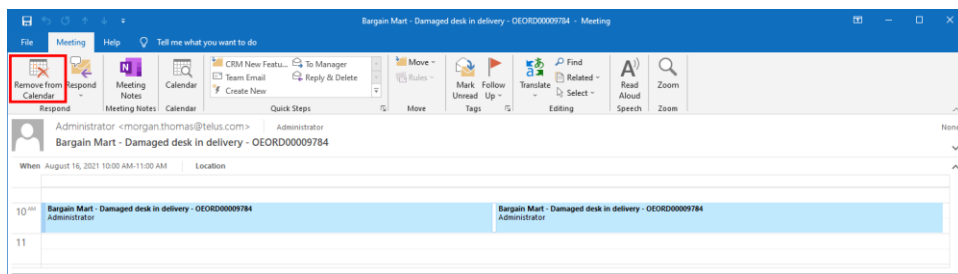 Bargain Mart - Damaged desk in delivery - OEORD00009784 - Meeting
File Meeting Help Tell me what you want to do
Remove from Calendar
Respond
Respond
Meeting Notes
Meeting Notes
Calendar
Calendar
CRM New Featu... To Manager
Team Email Reply & Delete
Create New
Quick Steps
Move
Rules
Move
Mark Unread
Follow Up
Tags
Translate
Find
Related
Select
Editing
Read Aloud
Speech
Zoom
Zoom
Administrator <morgan.thomas@telus.com> Administrator
None
Bargain Mart - Damaged desk in delivery - OEORD00009784
When August 16, 2021 10:00 AM-11:00 AM Location
10 AM
Bargain Mart - Damaged desk in delivery - OEORD00009784
Administrator
Bargain Mart - Damaged desk in delivery - OEORD00009784
Administrator
11